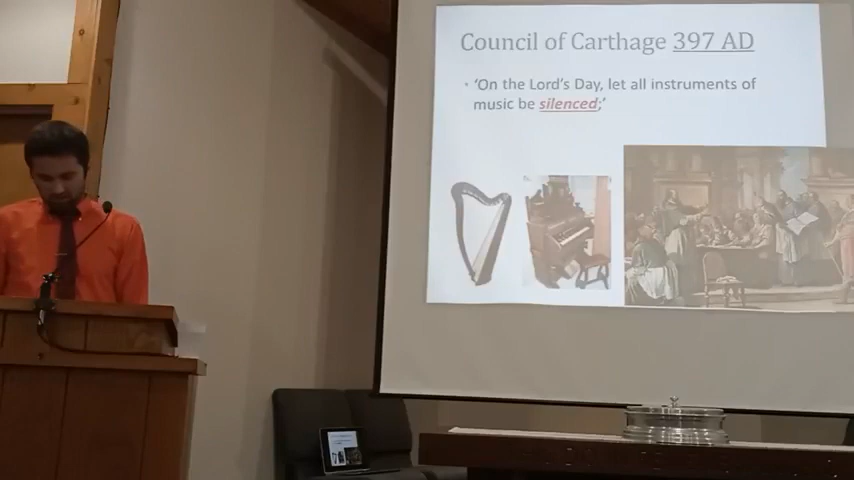 Council of Carthage 397 AD
• ‘On the Lord’s Day, let all instruments of
music be silenced;’